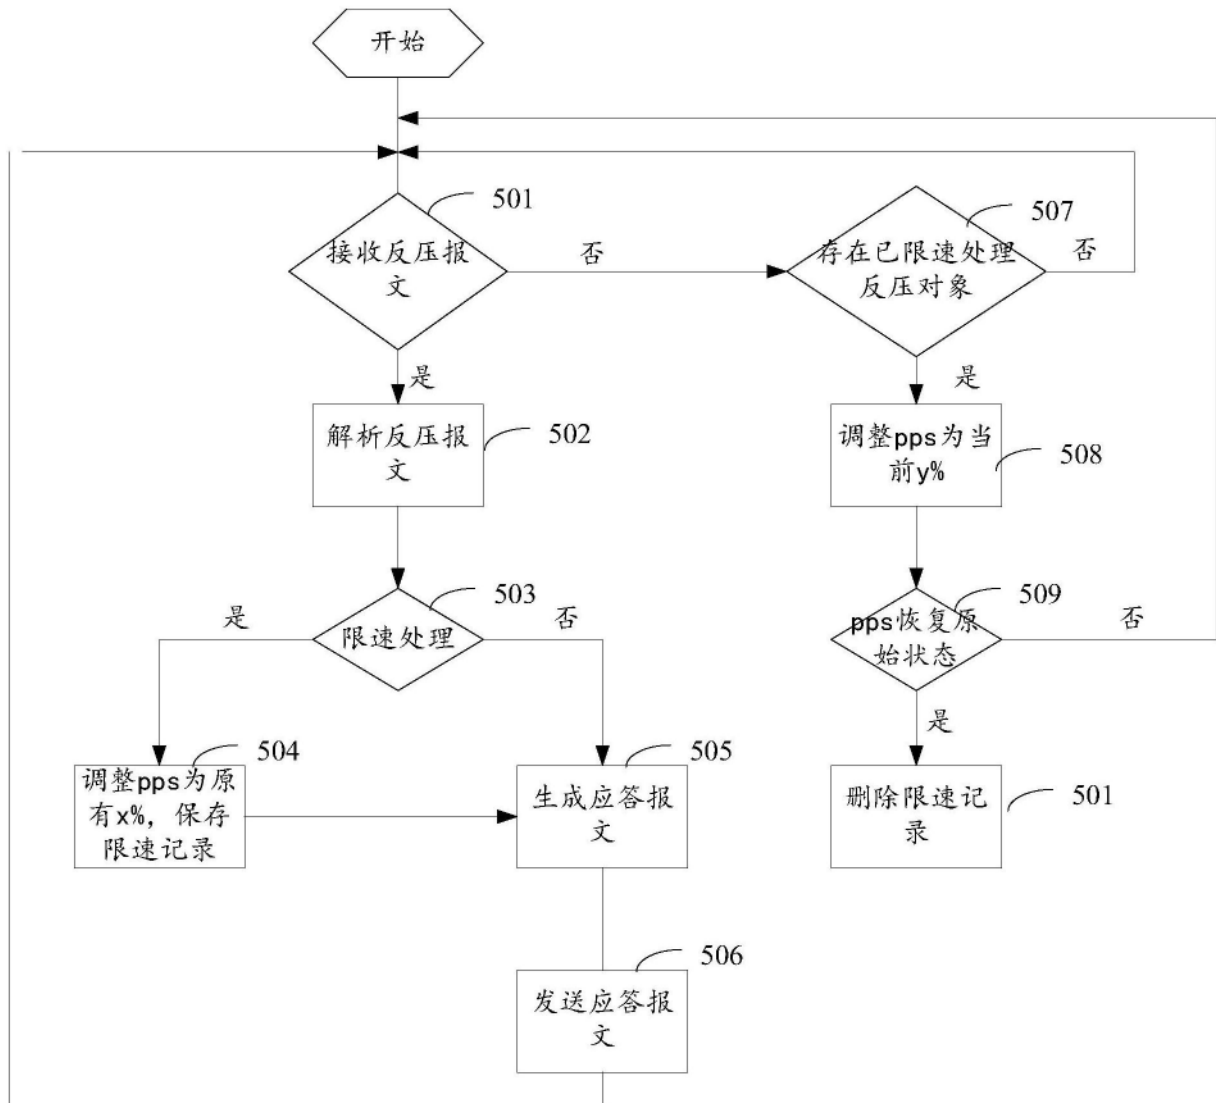 开始
501
接收反压报
文
否
507
存在已限速处理
反压对象
否
是
解析反压报
文
502
是
调整pps为当
前y%
508
503
是
限速处理
否
509
pps恢复原
始状态
否
504
调整pps为原
有x%，保存
限速记录
505
生成应答报
文
是
删除限速记
录
501
506
发送应答报
文